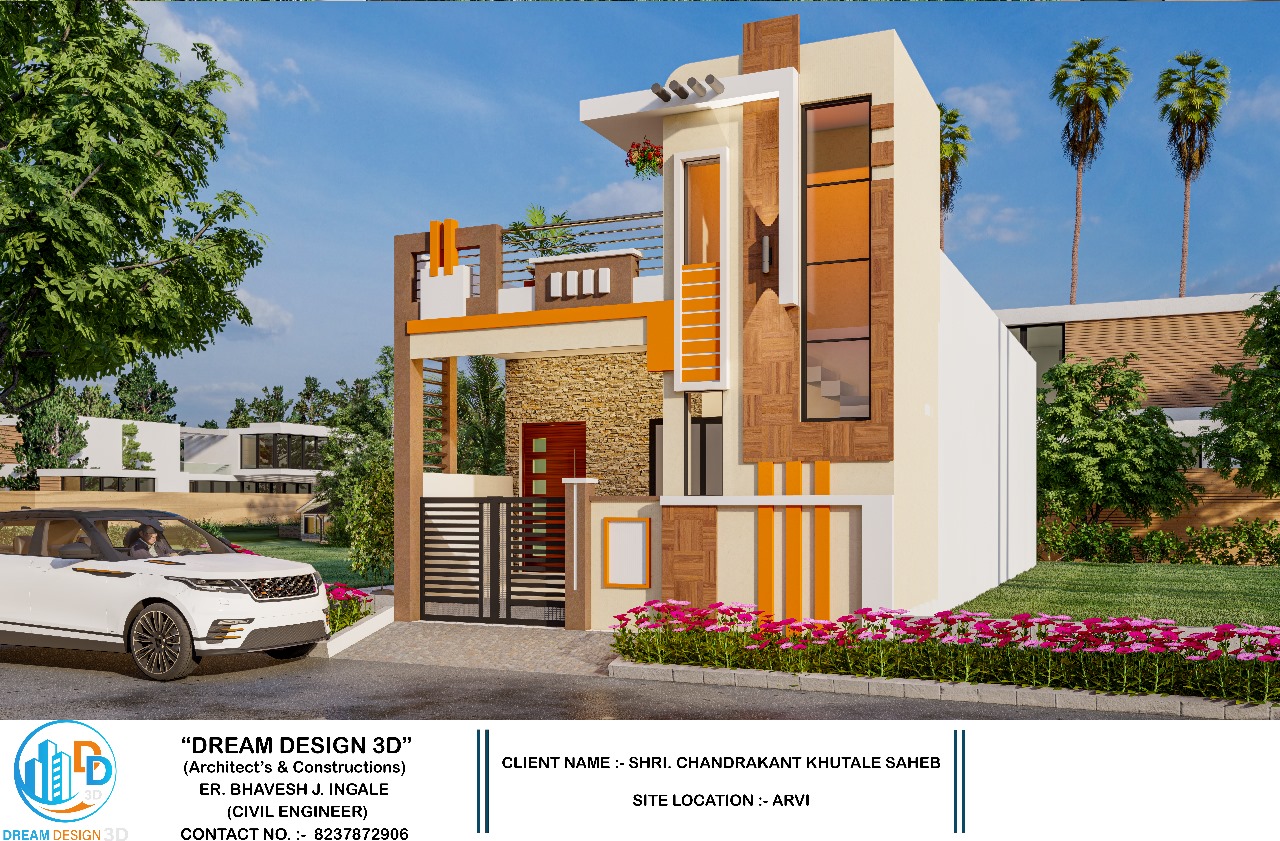 “DREAM DESIGN 3D”
(Architect's & Constructions)
ER. BHAVESH J. INGALE
(CIVIL ENGINEER)
CONTACT NO. :- 8237872906
CLIENT NAME :- SHRI. CHANDRAKANT KHUTALE SAHEB
SITE LOCATION :- ARVI
DD
3D
DREAM DESIGN 3D